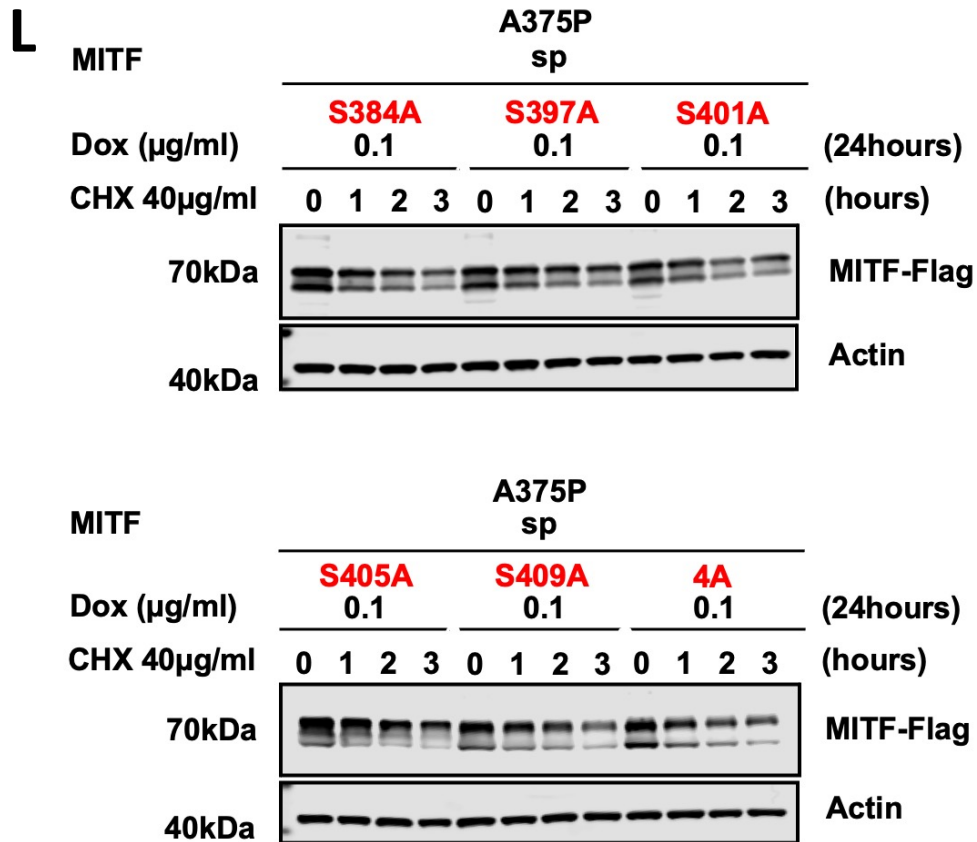 L
A375P
MITF sp
S384A S397A S401A
Dox (µg/ml) 0.1 0.1 0.1 (24hours)
CHX 40µg/ml 0 1 2 3 0 1 2 3 0 1 2 3 (hours)
70kDa MITF-Flag
Actin
40kDa
A375P
MITF sp
S405A S409A 4A
Dox (µg/ml) 0.1 0.1 0.1 (24hours)
CHX 40µg/ml 0 1 2 3 0 1 2 3 0 1 2 3 (hours)
70kDa MITF-Flag
Actin
40kDa